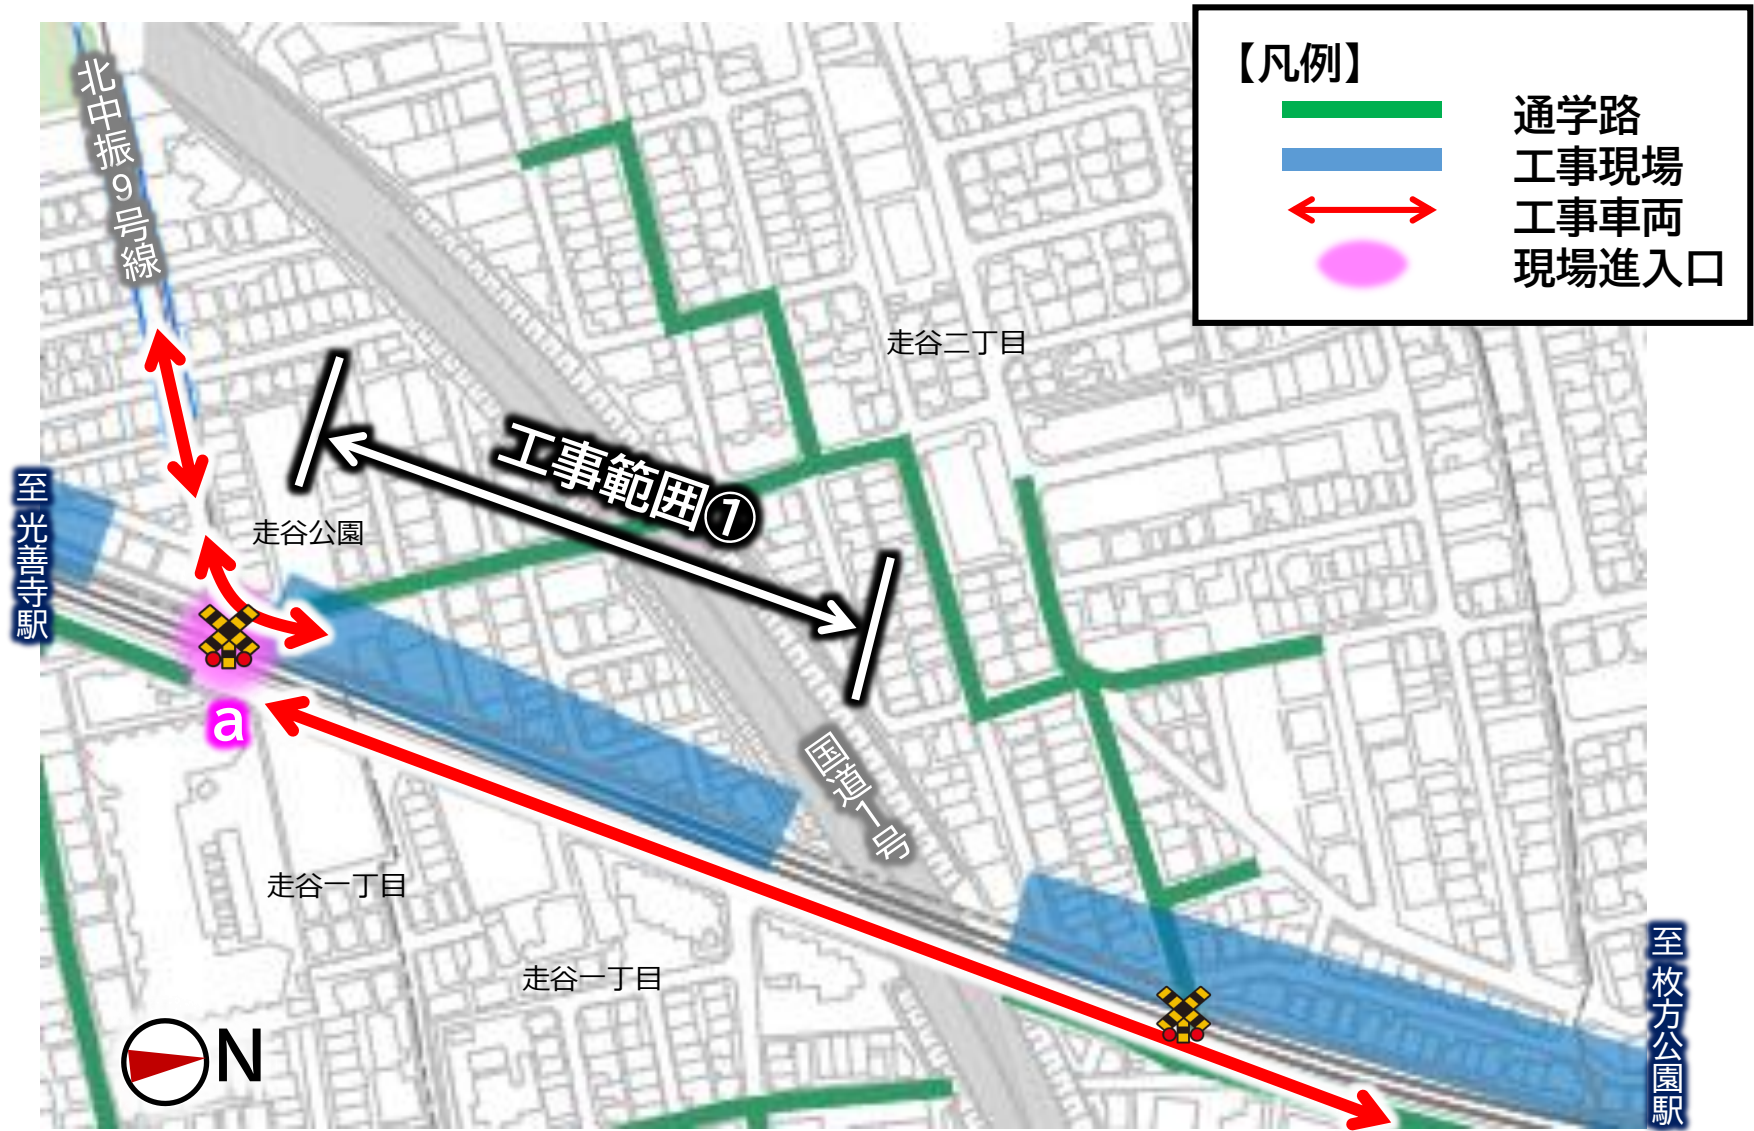 【凡例】
通学路
工事現場
工事車両
現場進入口
北中振9号線
走谷二丁目
工事範囲①
至 光善寺駅
走谷公園
a
国道1号
走谷一丁目
走谷一丁目
至 枚方公園駅
N